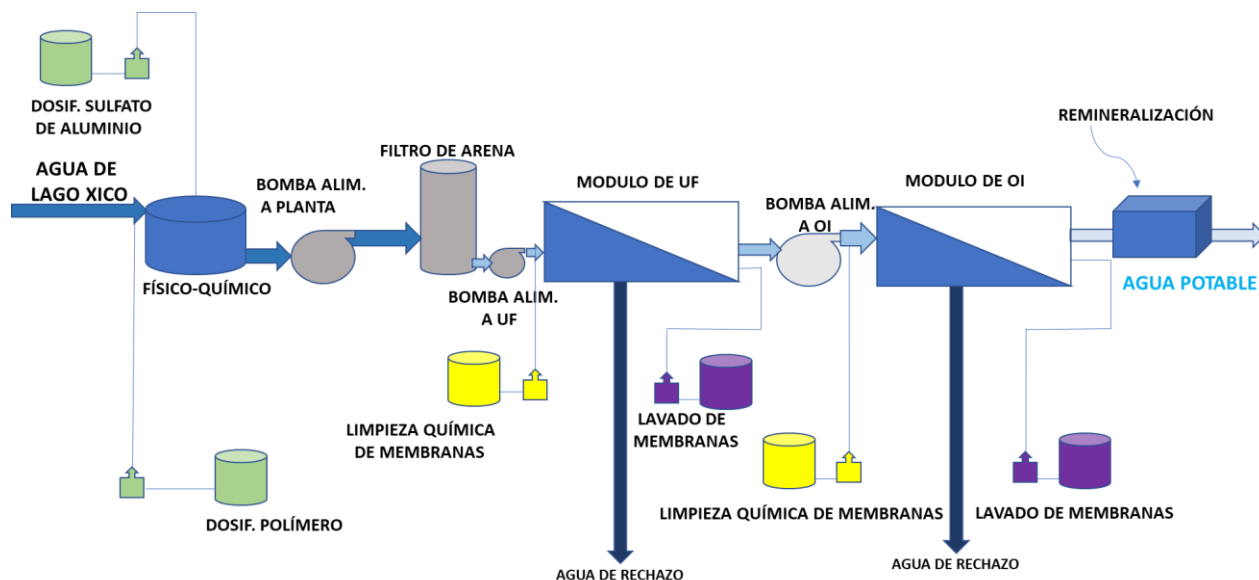 DOSIF. SULFATO
DE ALUMINIO
AGUA DE
LAGO XICO
FÍSICO-QUÍMICO
BOMBA ALIM.
A PLANTA
FILTRO DE ARENA
BOMBA ALIM.
A UF
MODULO DE UF
BOMBA ALIM.
A OI
MODULO DE OI
REMINERALIZACIÓN
AGUA POTABLE
LIMPIEZA QUÍMICA
DE MEMBRANAS
LAVADO DE
MEMBRANAS
LIMPIEZA QUÍMICA DE MEMBRANAS
LAVADO DE MEMBRANAS
DOSIF. POLÍMERO
AGUA DE RECHAZO
AGUA DE RECHAZO